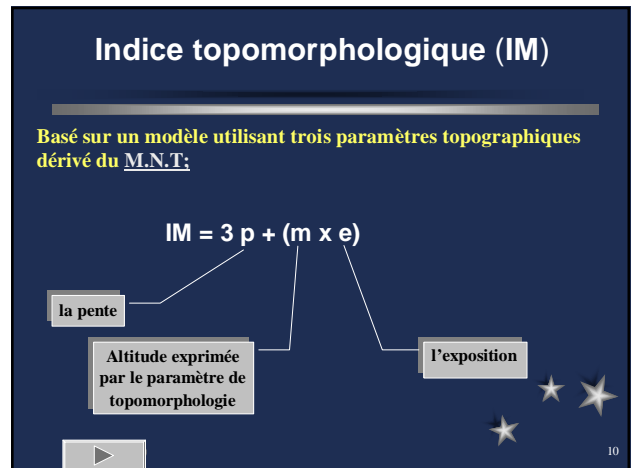 Indice topomorphologique (IM)
Basé sur un modèle utilisant trois paramètres topographiques
dérivé du M.N.T;
IM = 3 p + (m x e)
la pente
Altitude exprimée
par le paramètre de
topomorphologie
l'exposition
10